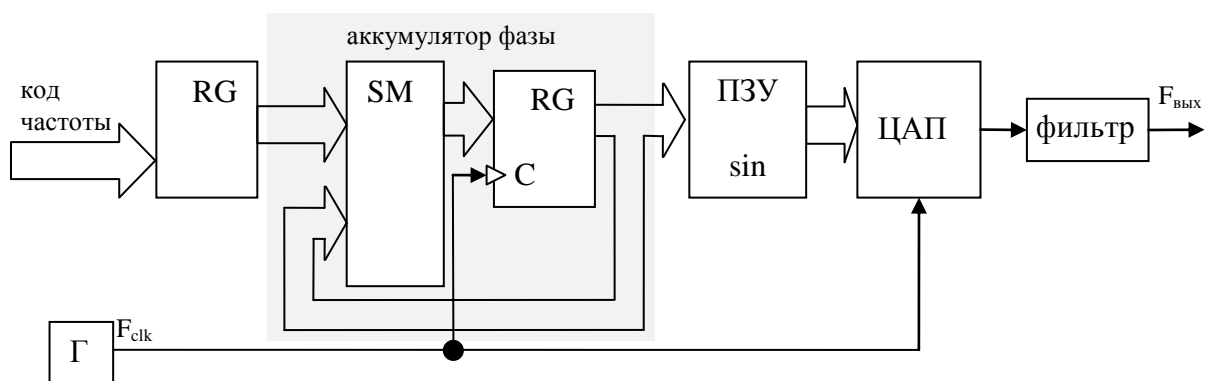 аккумулятор фазы
код
частоты
RG
SM
RG
C
ПЗУ
sin
ЦАП
фильтр
Fвых
Г
Fclk